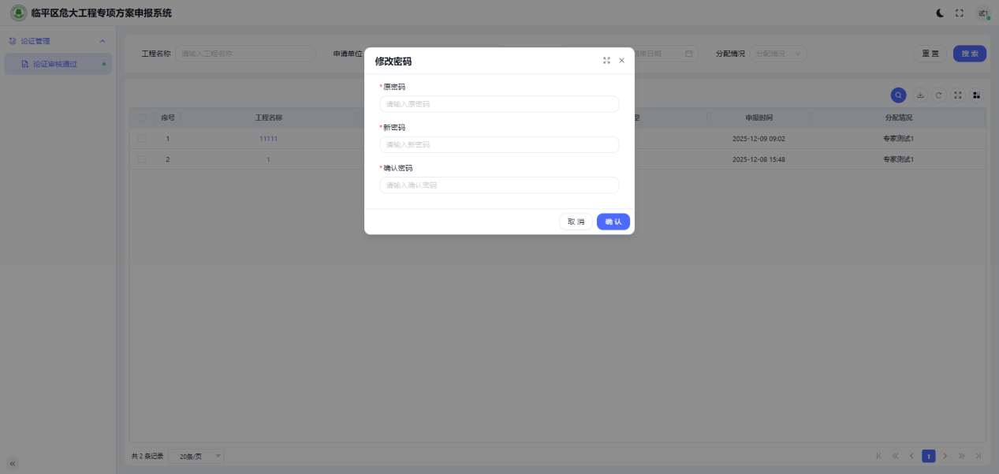 临平区危大工程专项方案申报系统
试1
论证管理
论证审核通过
工程名称 请输入工程名称 申请单位 结束日期 分配情况 分配情况 重置 搜索
修改密码
*原密码
请输入原密码
*新密码
请输入新密码
*确认密码
请输入确认密码
取消 确认
序号 工程名称 型 申报时间 分配情况
1 11111 2025-12-09 09:02 专家测试1
2 1 2025-12-08 15:48 专家测试1
共 2 条记录 20条/页 1